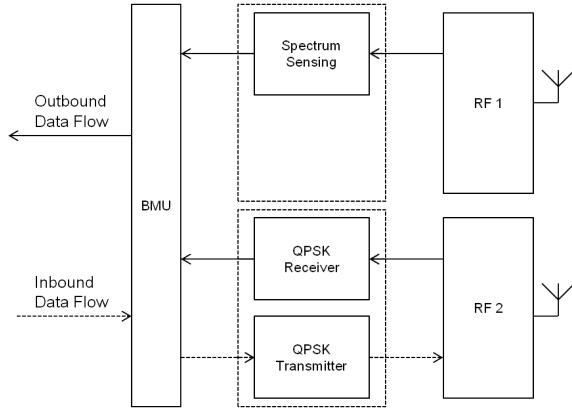 Spectrum
Sensing
RF 1
Outbound
Data Flow
BMU
QPSK
Receiver
Inbound
Data Flow
RF 2
QPSK
Transmitter